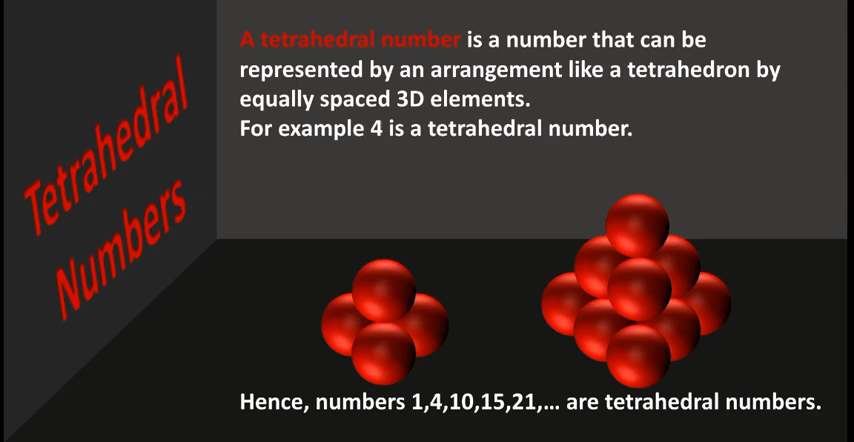 Tetrahedral
Numbers
A tetrahedral number is a number that can be
represented by an arrangement like a tetrahedron by
equally spaced 3D elements.
For example 4 is a tetrahedral number.
Hence, numbers 1,4,10,15,21,... are tetrahedral numbers.